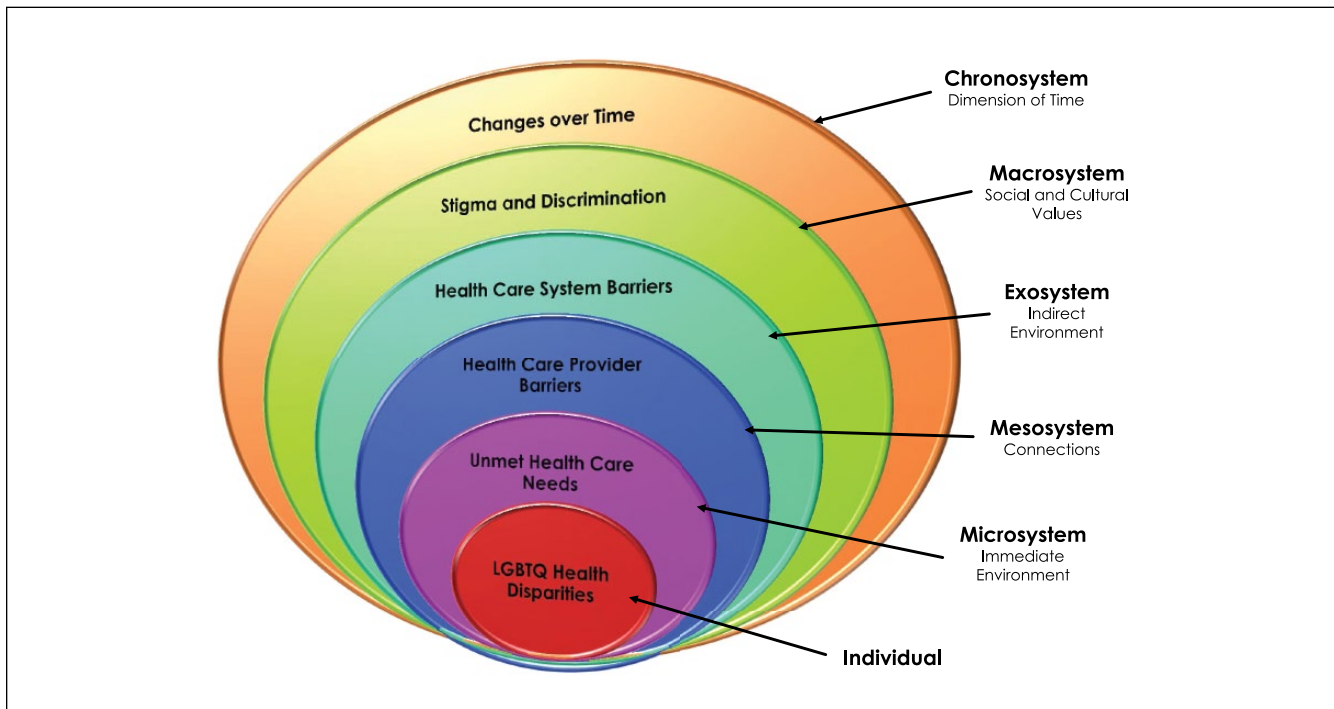 Changes over Time
Stigma and Discrimination
Health Care System Barriers
Health Care Provider
Barriers
Unmet Health Care
Needs
LGBTQ Health
Disparities
Chronosystem
Dimension of Time
Macrosystem
Social and Cultural
Values
Exosystem
Indirect
Environment
Mesosystem
Connections
Microsystem
Immediate
Environment
Individual